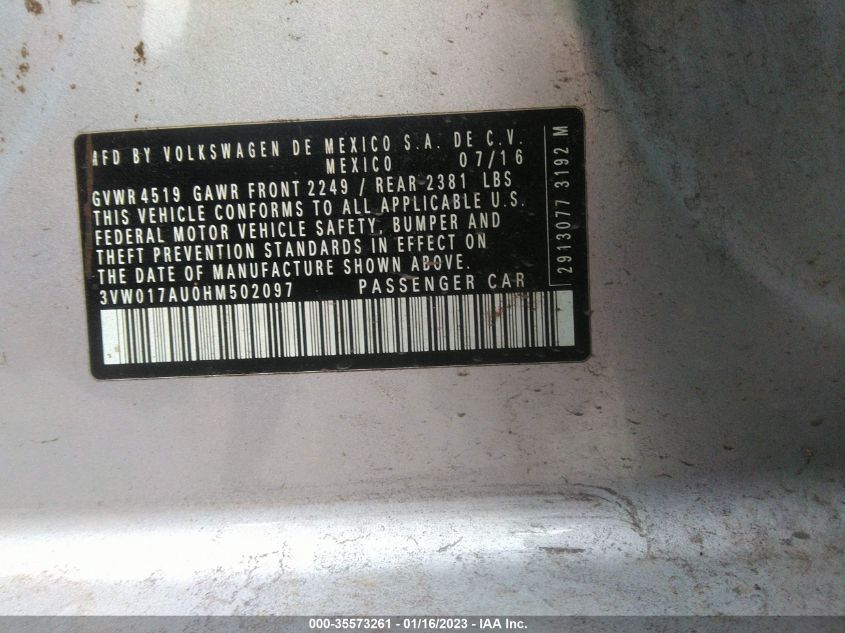 MFD BY VOLKSWAGEN DE MEXICO S.A. DE C.V.
MEXICO 07/16
GVWR 4519 GAWR FRONT 2249 / REAR 2381 LBS
THIS VEHICLE CONFORMS TO ALL APPLICABLE U.S.
FEDERAL MOTOR VEHICLE SAFETY, BUMPER AND
THEFT PREVENTION STANDARDS IN EFFECT ON
THE DATE OF MANUFACTURE SHOWN ABOVE.
3VW017AU0HM502097 PASSENGER CAR
2913077 3192 M
000-35573261 - 01/16/2023 - IAA Inc.